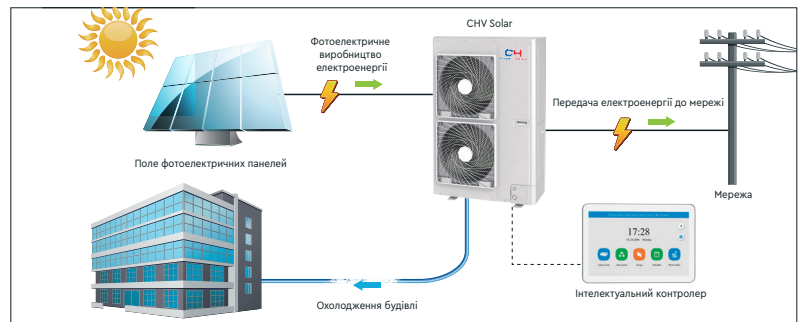 CHV Solar
Фотоелектричне
виробництво
електроенергії
CH
Передача електроенергії до мережі
Поле фотоелектричних панелей
Мережа
17:28
Інтелектуальний контролер
Охолодження будівлі